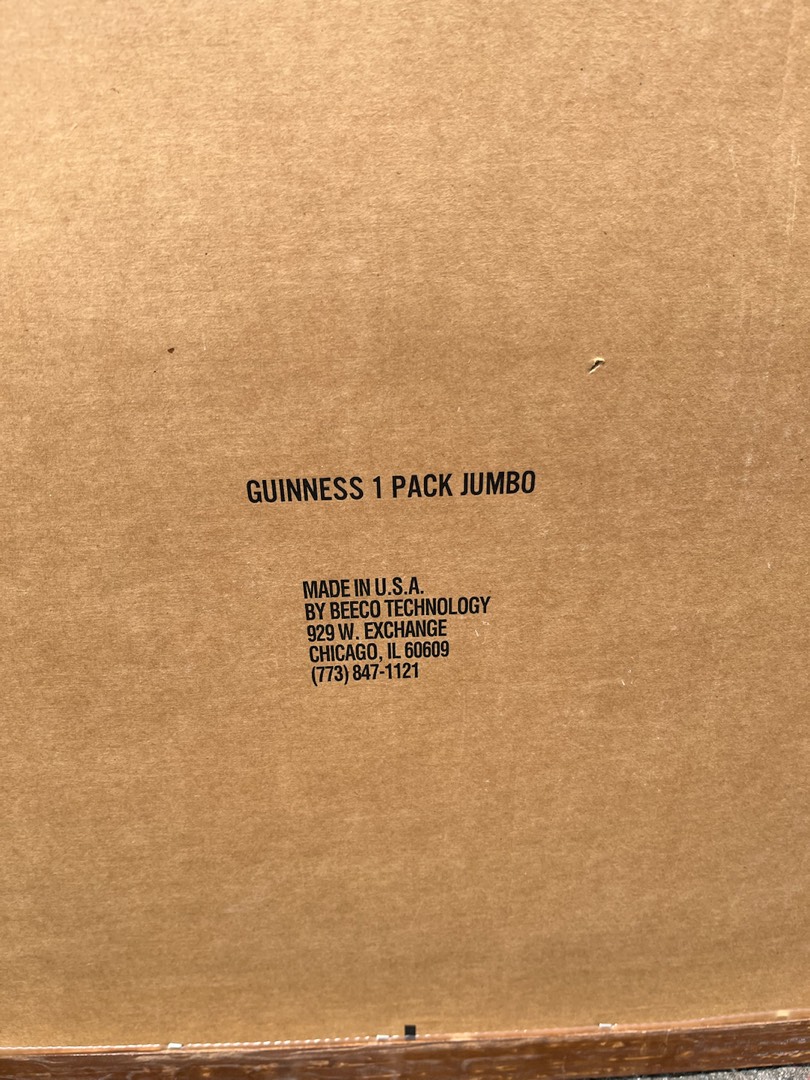 GUINNESS 1 PACK JUMBO
MADE IN U.S.A.
BY BEECO TECHNOLOGY
929 W. EXCHANGE
CHICAGO, IL 60609
(773) 847-1121